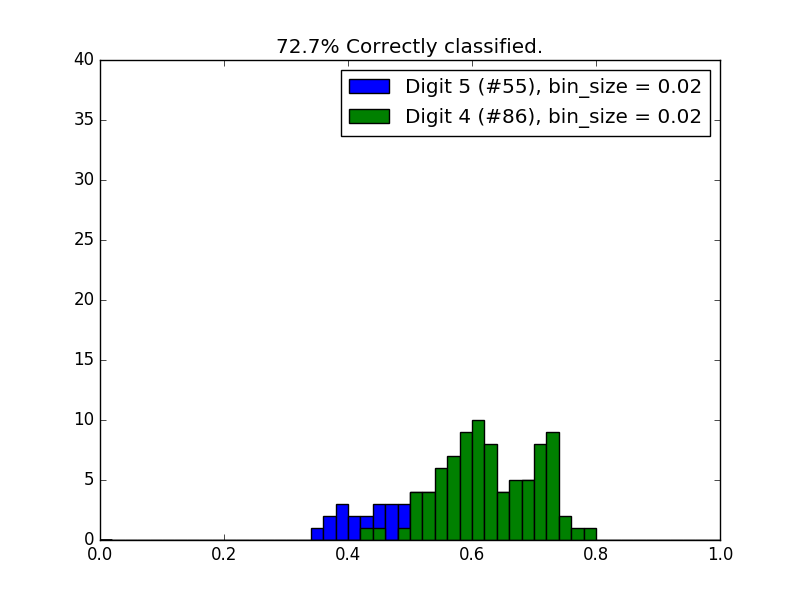 72.7% Correctly classified.
Digit 5 (#55), bin_size = 0.02
Digit 4 (#86), bin_size = 0.02
40
35
30
25
20
15
10
5
0
0.0 0.2 0.4 0.6 0.8 1.0